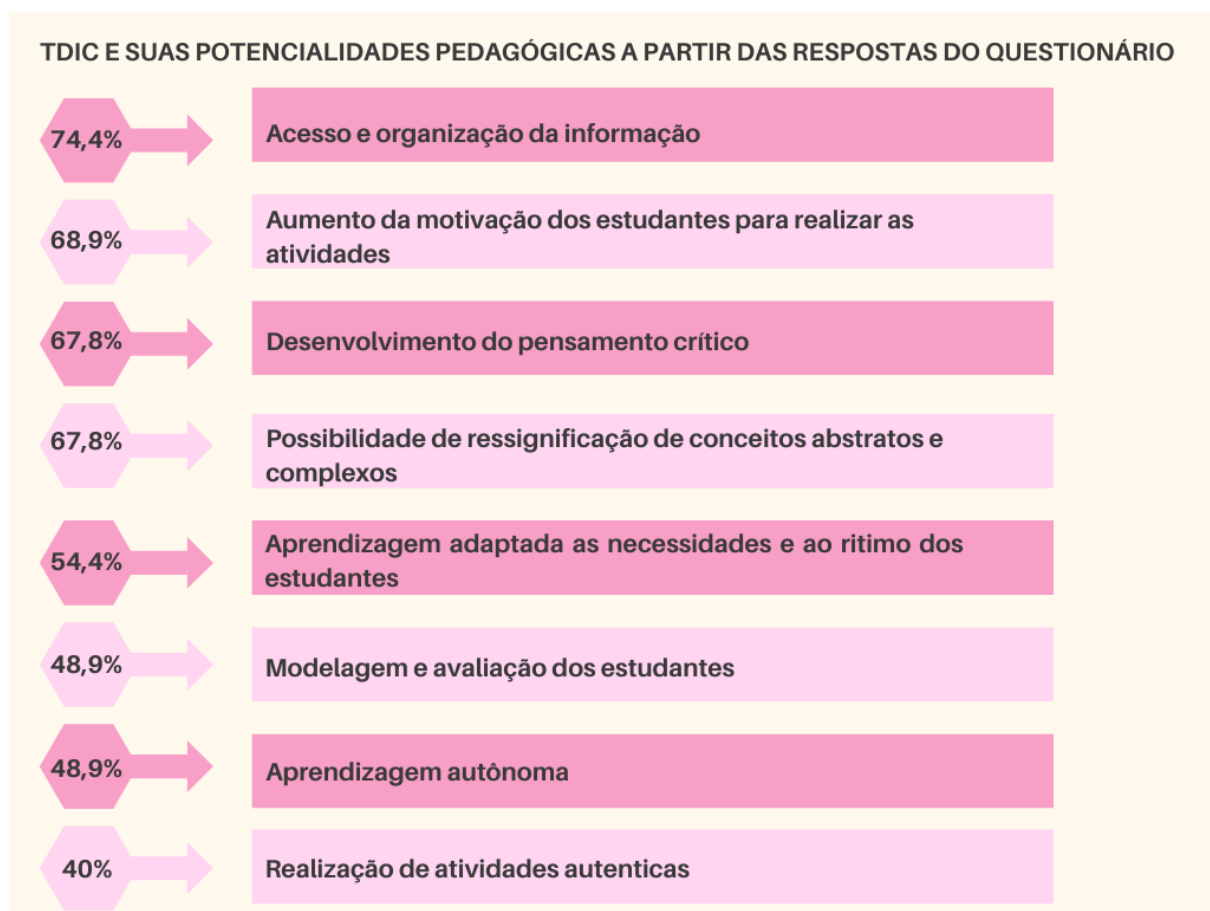 TDIC E SUAS POTENCIALIDADES PEDAGÓGICAS A PARTIR DAS RESPOSTAS DO QUESTIONÁRIO
74,4%
Acesso e organização da informação
68,9%
Aumento da motivação dos estudantes para realizar as
atividades
67,8%
Desenvolvimento do pensamento crítico
67,8%
Possibilidade de ressignificação de conceitos abstratos e
complexos
54,4%
Aprendizagem adaptada as necessidades e ao ritimo dos
estudantes
48,9%
Modelagem e avaliação dos estudantes
48,9%
Aprendizagem autônoma
40%
Realização de atividades autenticas